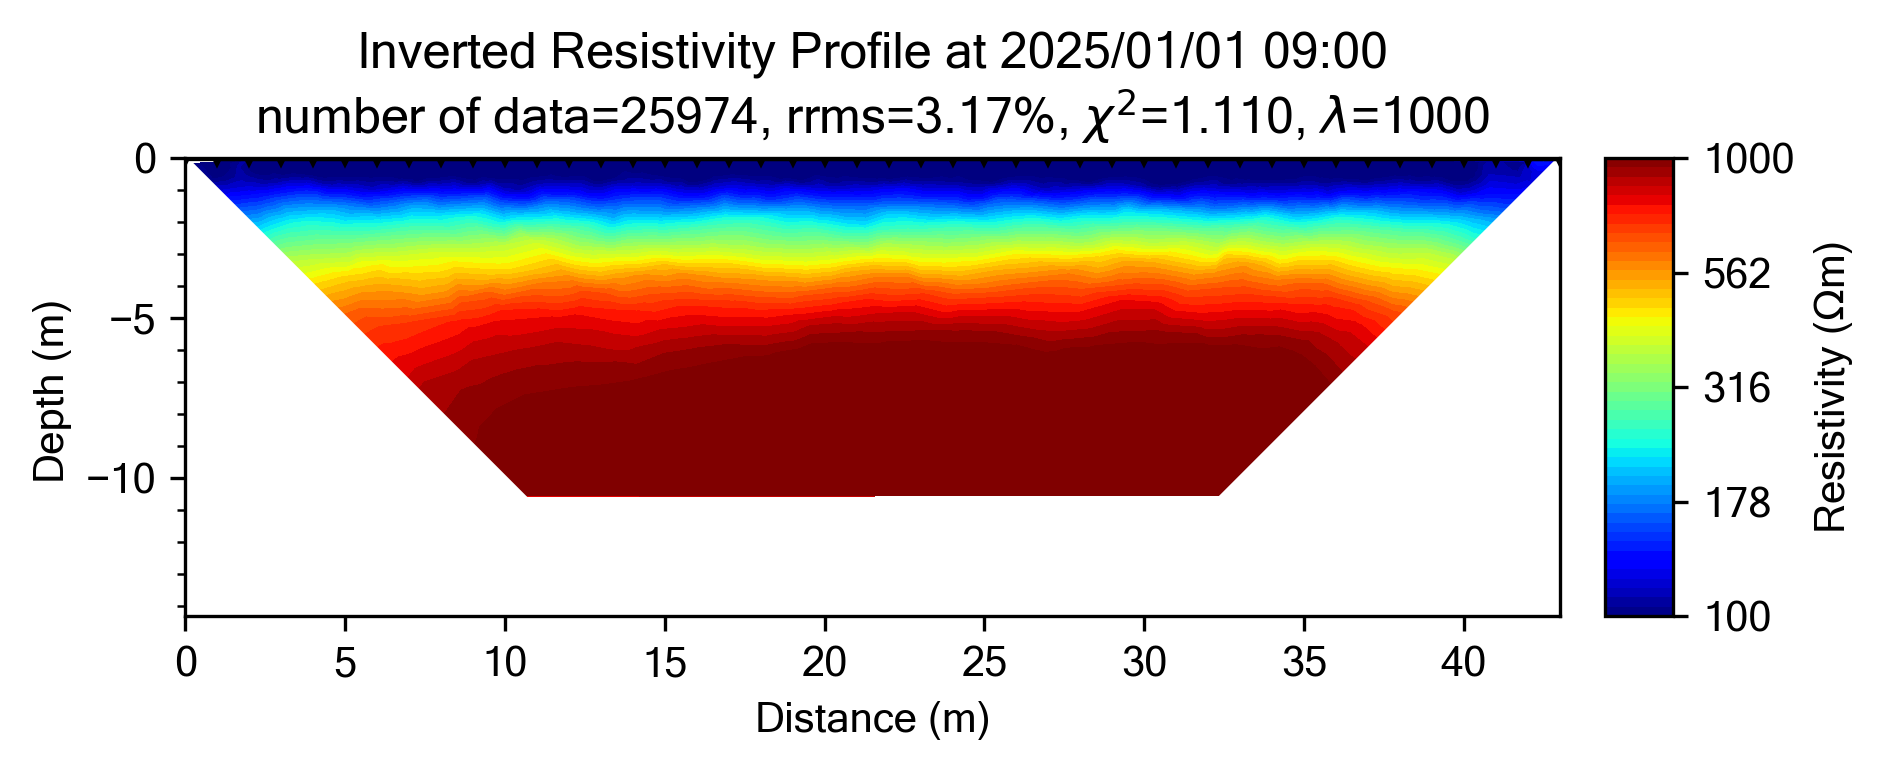 Inverted Resistivity Profile at 2025/01/01 09:00
number of data=25974, rrms=3.17%, χ²=1.110, λ=1000
0
−5
−10
Depth (m)
0 5 10 15 20 25 30 35 40
Distance (m)
1000
562
316
178
100
Resistivity (Ωm)